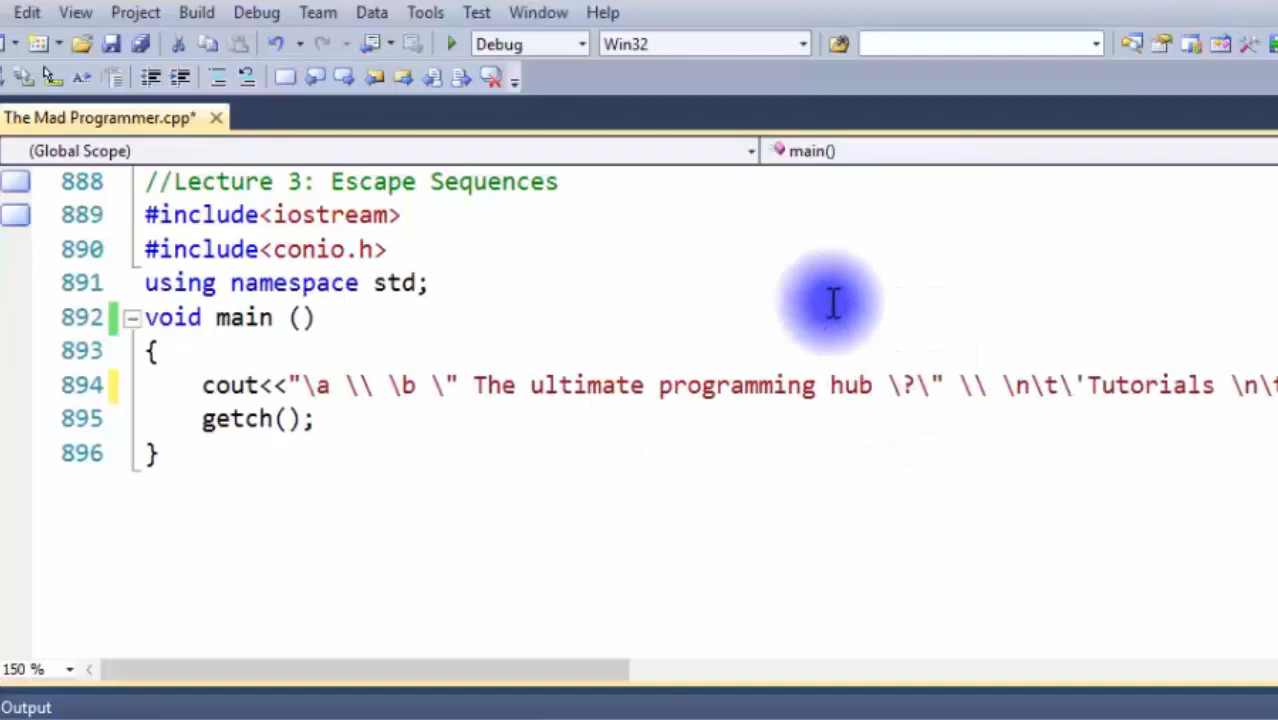 Edit View Project Build Debug Team Data Tools Test Window Help
Debug Win32
The Mad Programmer.cpp*
(Global Scope) main()
888 //Lecture 3: Escape Sequences
889 #include<iostream>
890 #include<conio.h>
891 using namespace std;
892 void main ()
893 {
894 cout<<"\a \\ \b \" The ultimate programming hub \?\" \\ \n\t\'Tutorials \n\t
895 getch();
896 }
150 %
Output